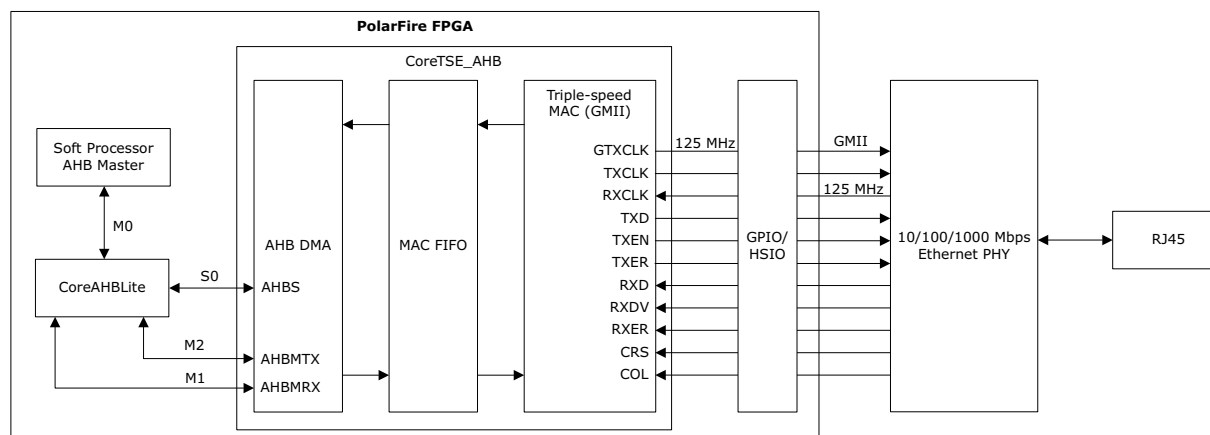 PolarFire FPGA
CoreTSE_AHB
Soft Processor
AHB Master
M0
CoreAHBLite
S0
M2
M1
AHB DMA
AHBS
AHBMTX
AHBMRX
MAC FIFO
Triple-speed
MAC (GMII)
GTXCLK
TXCLK
RXCLK
TXD
TXEN
TXER
RXD
RXDV
RXER
CRS
COL
125 MHz
GPIO/
HSIO
GMII
125 MHz
10/100/1000 Mbps
Ethernet PHY
RJ45